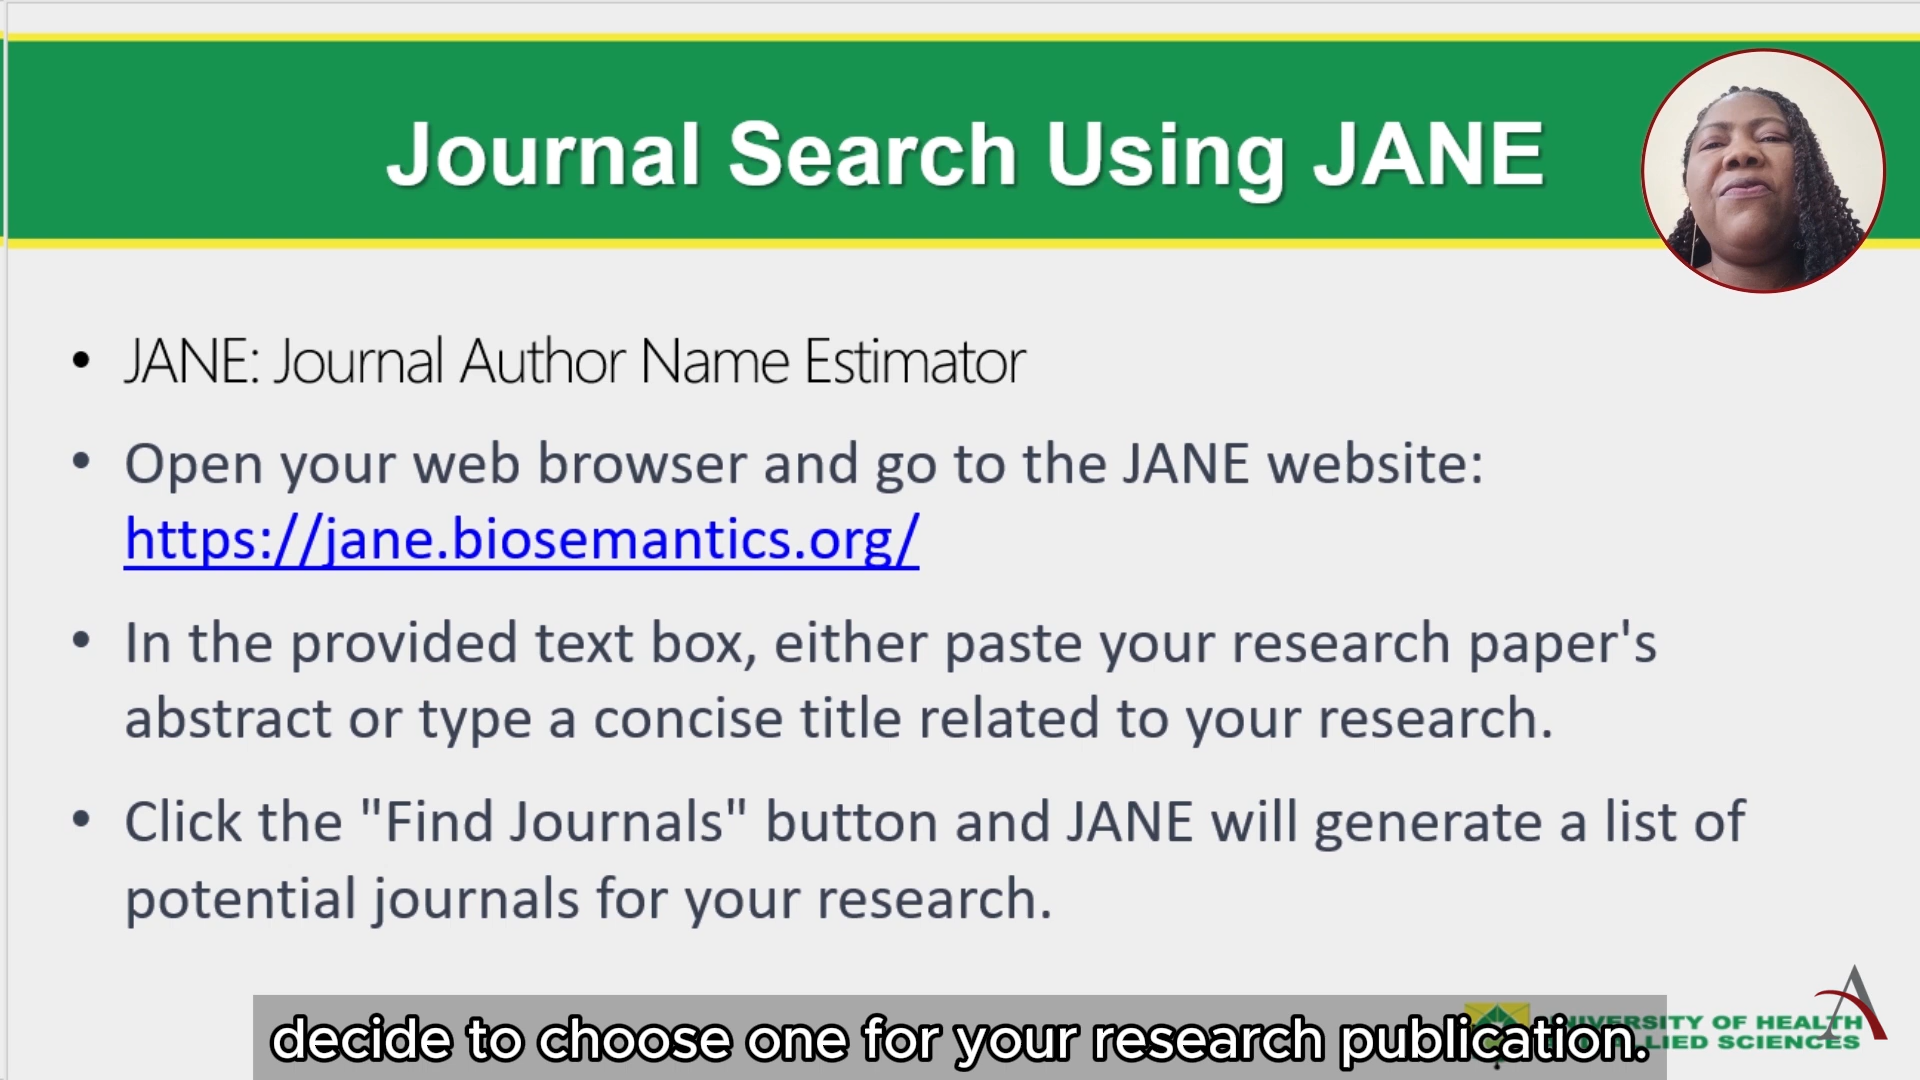 Journal Search Using JANE
• JANE: Journal Author Name Estimator
• Open your web browser and go to the JANE website:
https://jane.biosemantics.org/
• In the provided text box, either paste your research paper's
abstract or type a concise title related to your research.
• Click the "Find Journals" button and JANE will generate a list of
potential journals for your research.
decide to choose one for your research publication.
OF HEALTH
SCIENCES